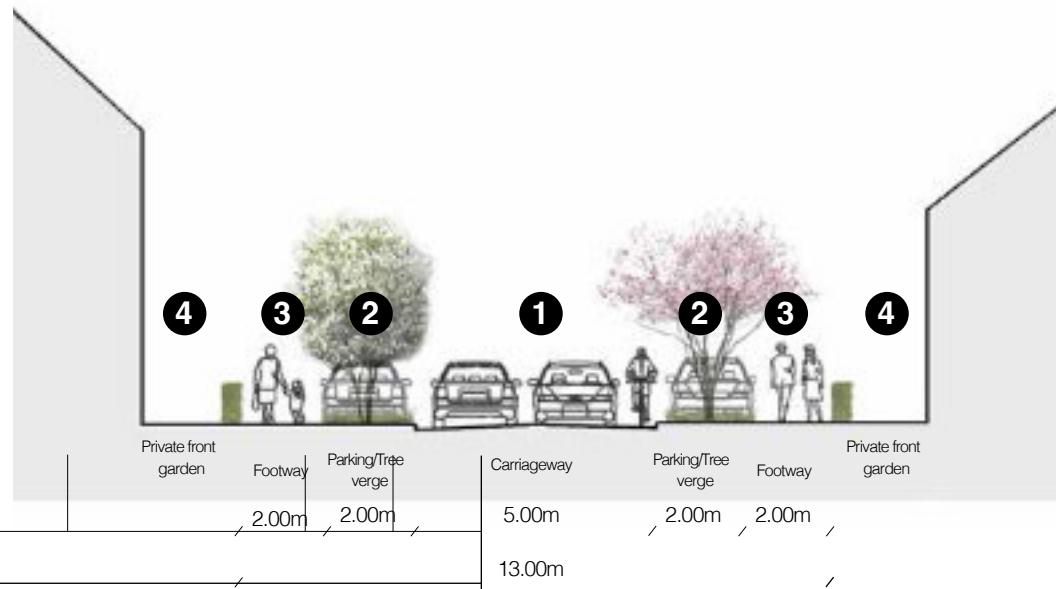 4 3 2 1 2 3 4
Private front
garden
Footway
Parking/Tree
verge
Carriageway
Parking/Tree
verge
Footway
Private front
garden
2.00m 2.00m 5.00m 2.00m 2.00m
13.00m